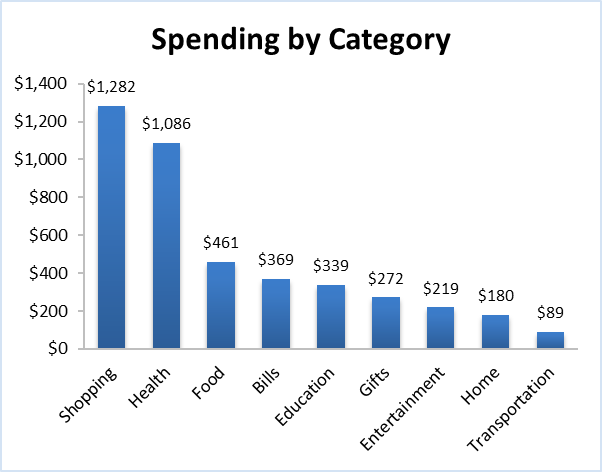 Spending by Category
$1,400
$1,200
$1,000
$800
$600
$400
$200
$0
$1,282
$1,086
$461
$369
$339
$272
$219
$180
$89
Shopping
Health
Food
Bills
Education
Gifts
Entertainment
Home
Transportation